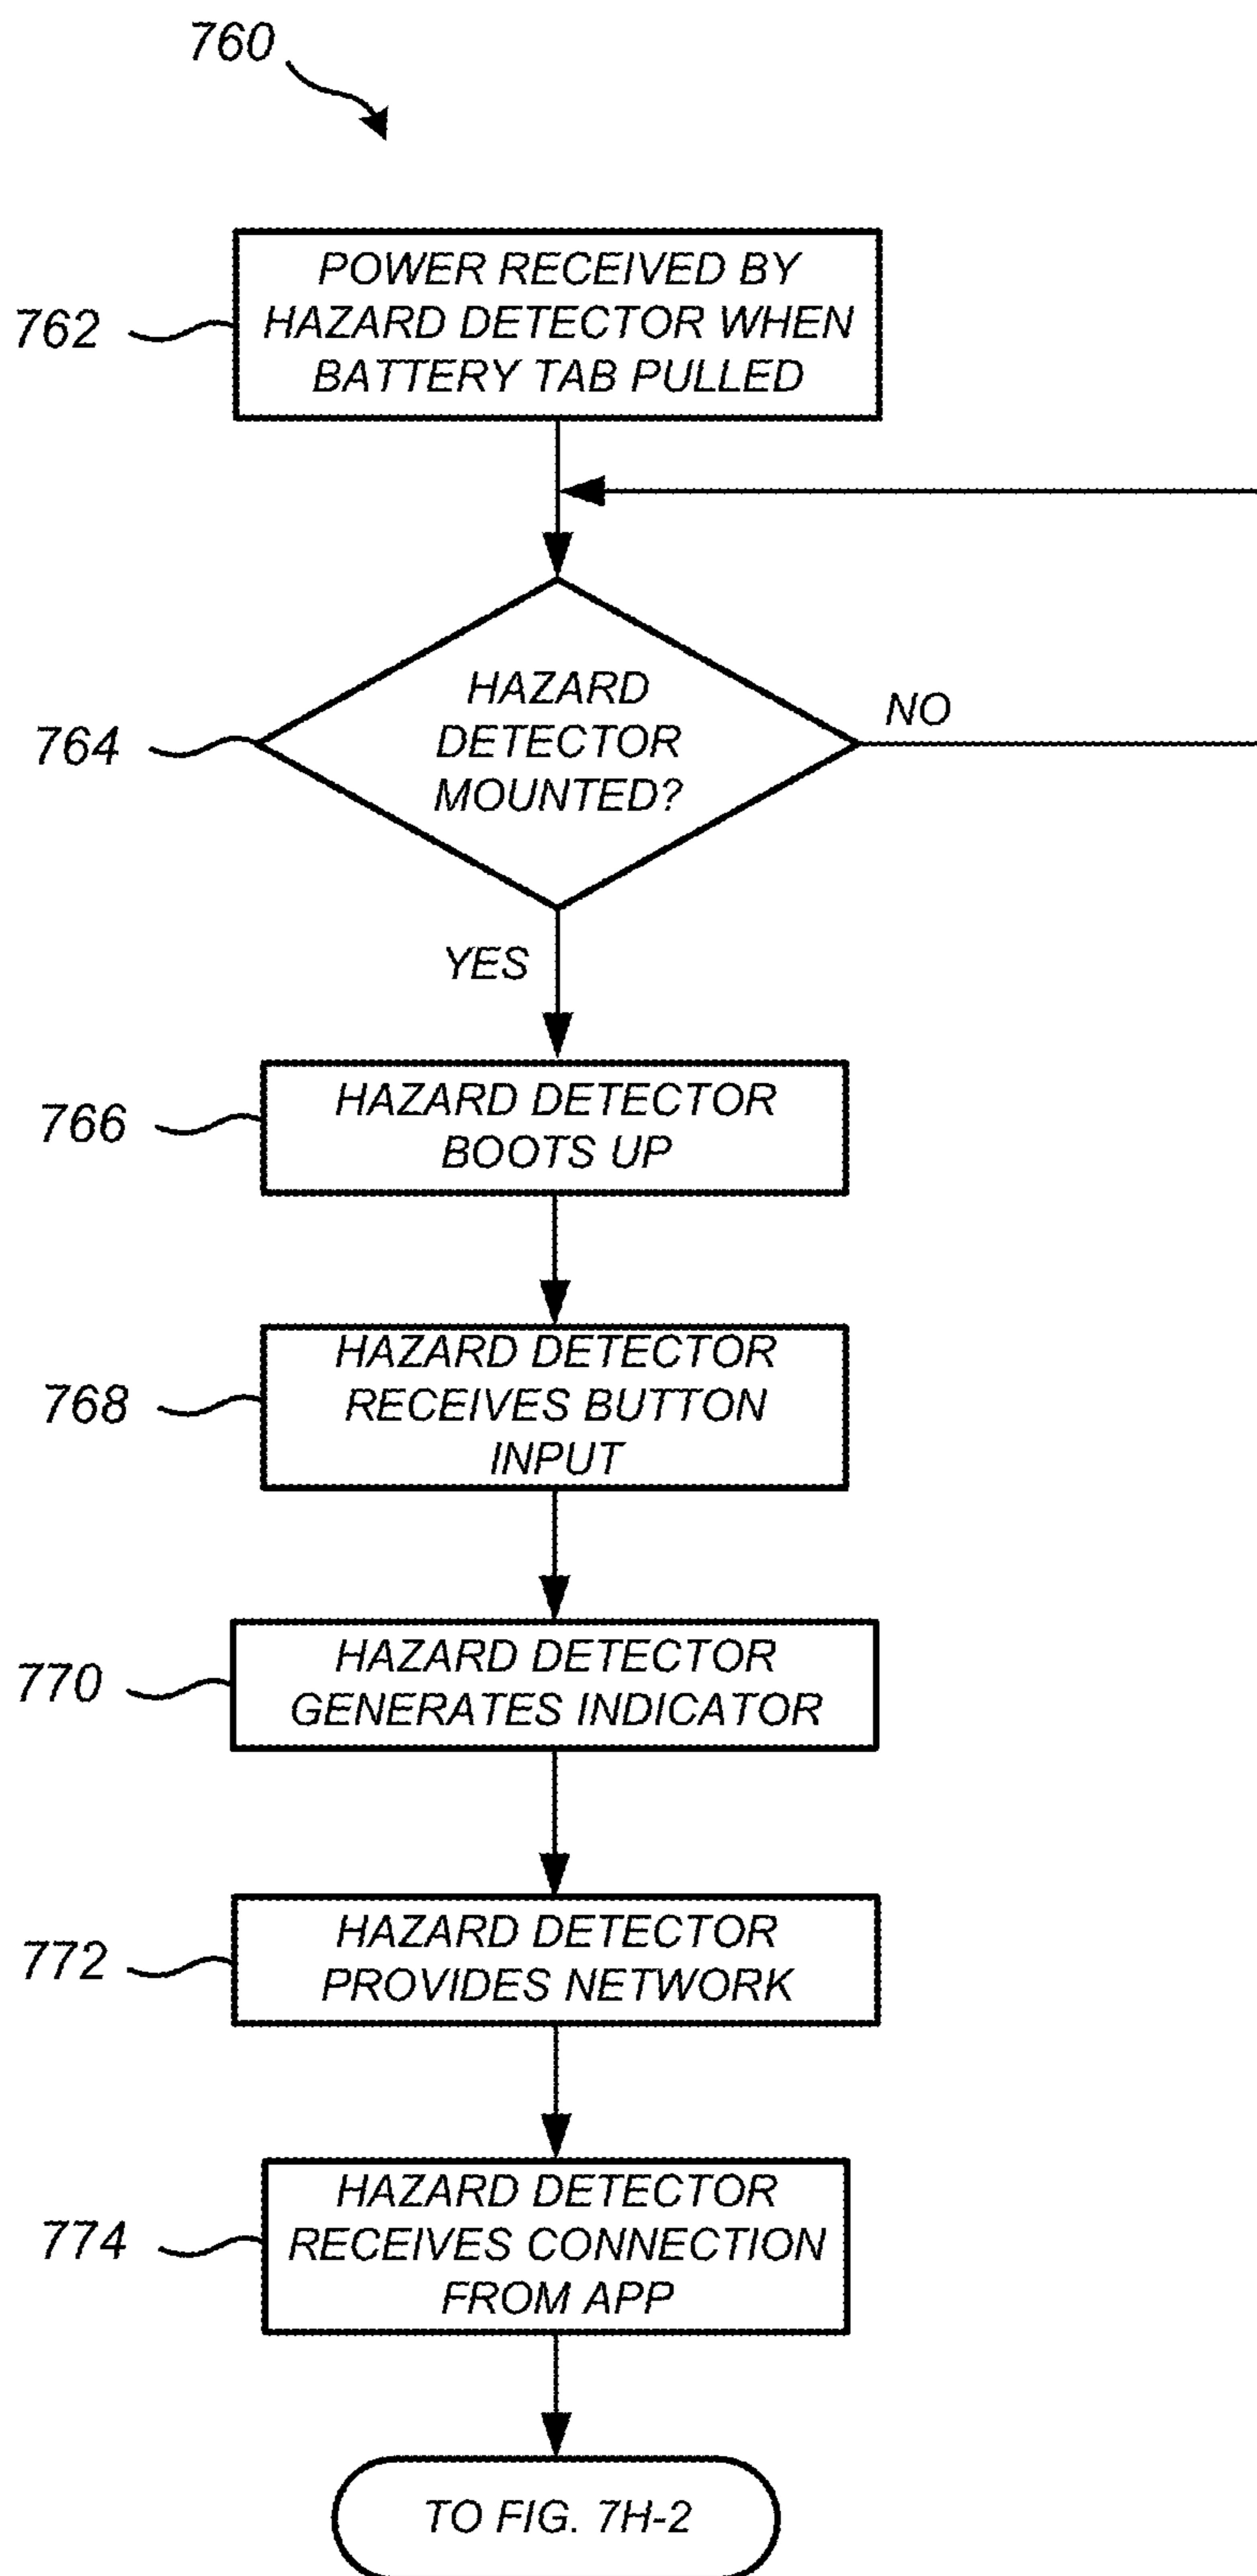 760
762
POWER RECEIVED BY
HAZARD DETECTOR WHEN
BATTERY TAB PULLED
764
HAZARD
DETECTOR
MOUNTED?
NO
YES
766
HAZARD DETECTOR
BOOTS UP
768
HAZARD DETECTOR
RECEIVES BUTTON
INPUT
770
HAZARD DETECTOR
GENERATES INDICATOR
772
HAZARD DETECTOR
PROVIDES NETWORK
774
HAZARD DETECTOR
RECEIVES CONNECTION
FROM APP
TO FIG. 7H-2